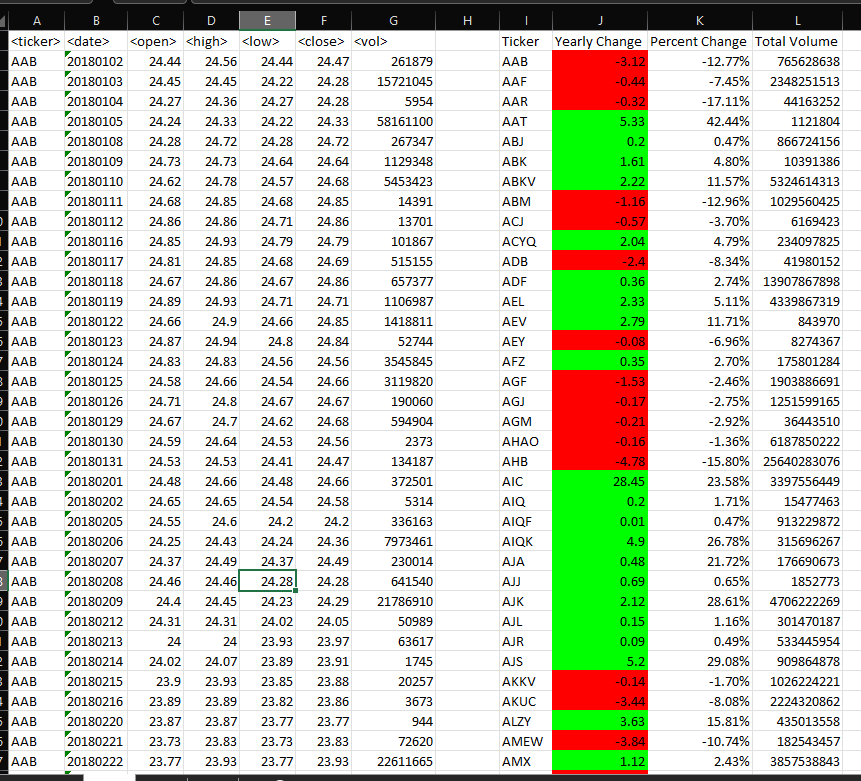 A B C D E F G H I J K L
<ticker> <date> <open> <high> <low> <close> <vol> Ticker Yearly Change Percent Change Total Volume
AAB 20180102 24.44 24.56 24.44 24.47 261879 AAB -3.12 -12.77% 765628638
AAB 20180103 24.45 24.45 24.22 24.28 15721045 AAF -0.44 -7.45% 2348251513
AAB 20180104 24.27 24.36 24.27 24.28 5954 AAR -0.32 -17.11% 44163252
AAB 20180105 24.24 24.33 24.22 24.33 58161100 AAT 5.33 42.44% 1121804
AAB 20180108 24.28 24.72 24.28 24.72 267347 ABJ 0.2 0.47% 866724156
AAB 20180109 24.73 24.73 24.64 24.64 1129348 ABK 1.61 4.80% 10391386
AAB 20180110 24.62 24.78 24.57 24.68 5453423 ABKV 2.22 11.57% 5324614313
AAB 20180111 24.68 24.85 24.68 24.85 14391 ABM -1.16 -12.96% 1029560425
AAB 20180112 24.86 24.86 24.71 24.86 13701 ACJ -0.57 -3.70% 6169423
AAB 20180116 24.85 24.93 24.79 24.79 101867 ACYQ 2.04 4.79% 234097825
AAB 20180117 24.81 24.85 24.68 24.69 515155 ADB -2.4 -8.34% 41980152
AAB 20180118 24.67 24.86 24.67 24.86 657377 ADF 0.36 2.74% 13907867898
AAB 20180119 24.89 24.93 24.71 24.71 1106987 AEL 2.33 5.11% 4339867319
AAB 20180122 24.66 24.9 24.66 24.85 1418811 AEV 2.79 11.71% 843970
AAB 20180123 24.87 24.94 24.8 24.84 52744 AEY -0.08 -6.96% 8274367
AAB 20180124 24.83 24.83 24.56 24.56 3545845 AFZ 0.35 2.70% 175801284
AAB 20180125 24.58 24.66 24.54 24.66 3119820 AGF -1.53 -2.46% 1903886691
AAB 20180126 24.71 24.8 24.67 24.67 190060 AGJ -0.17 -2.75% 1251599165
AAB 20180129 24.67 24.7 24.62 24.68 594904 AGM -0.21 -2.92% 36443510
AAB 20180130 24.59 24.64 24.53 24.56 2373 AHAO -0.16 -1.36% 6187850222
AAB 20180131 24.53 24.53 24.41 24.47 134187 AHB -4.78 -15.80% 25640283076
AAB 20180201 24.48 24.66 24.48 24.66 372501 AIC 28.45 23.58% 3397556449
AAB 20180202 24.65 24.65 24.54 24.58 5314 AIQ 0.2 1.71% 15477463
AAB 20180205 24.55 24.6 24.2 24.2 336163 AIQF 0.01 0.47% 913229872
AAB 20180206 24.25 24.43 24.24 24.36 7973461 AIQK 4.9 26.78% 315696267
AAB 20180207 24.37 24.49 24.37 24.49 230014 AJA 0.48 21.72% 176690673
AAB 20180208 24.46 24.46 24.28 24.28 641540 AJJ 0.69 0.65% 1852773
AAB 20180209 24.4 24.45 24.23 24.29 21786910 AJK 2.12 28.61% 4706222269
AAB 20180212 24.31 24.31 24.02 24.05 50989 AJL 0.15 1.16% 301470187
AAB 20180213 24 24 23.93 23.97 63617 AJR 0.09 0.49% 533445954
AAB 20180214 24.02 24.07 23.89 23.91 1745 AJS 5.2 29.08% 909864878
AAB 20180215 23.9 23.93 23.85 23.88 20257 AKKV -0.14 -1.70% 1026224221
AAB 20180216 23.89 23.89 23.82 23.86 3673 AKUC -3.44 -8.08% 2224320862
AAB 20180220 23.87 23.87 23.77 23.77 944 ALZY 3.63 15.81% 435013558
AAB 20180221 23.73 23.83 23.73 23.83 72620 AMEW -3.84 -10.74% 182543457
AAB 20180222 23.77 23.93 23.77 23.93 22611665 AMX 1.12 2.43% 3857538843